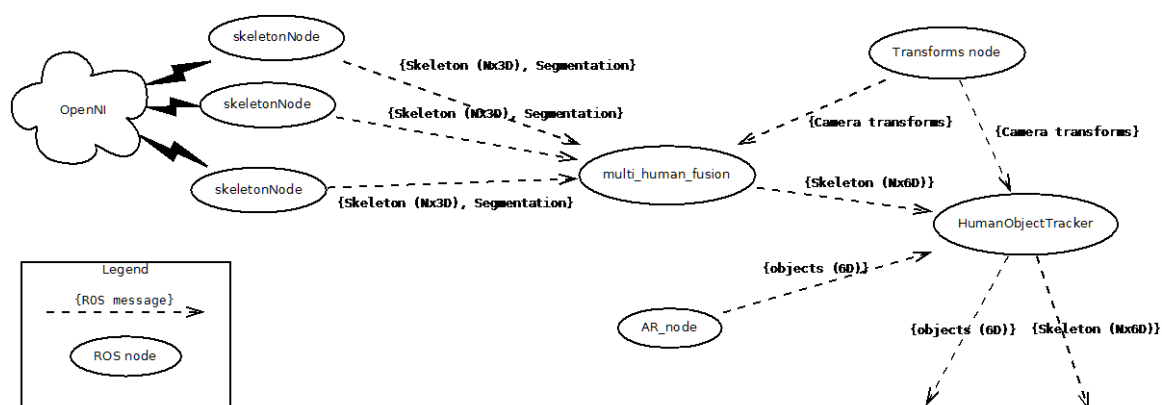 skeletonNode
{Skeleton (Nx3D), Segmentation}
Transforms node
OpenNI
skeletonNode
{Skeleton (Nx3D), Segmentation}
{Camera transforms}
{Camera transforms}
multi_human_fusion
skeletonNode
{Skeleton (Nx3D), Segmentation}
{Skeleton (Nx6D)}
HumanObjectTracker
Legend
{ROS message}
ROS node
{objects (6D)}
AR_node
{objects (6D)}
{Skeleton (Nx6D)}